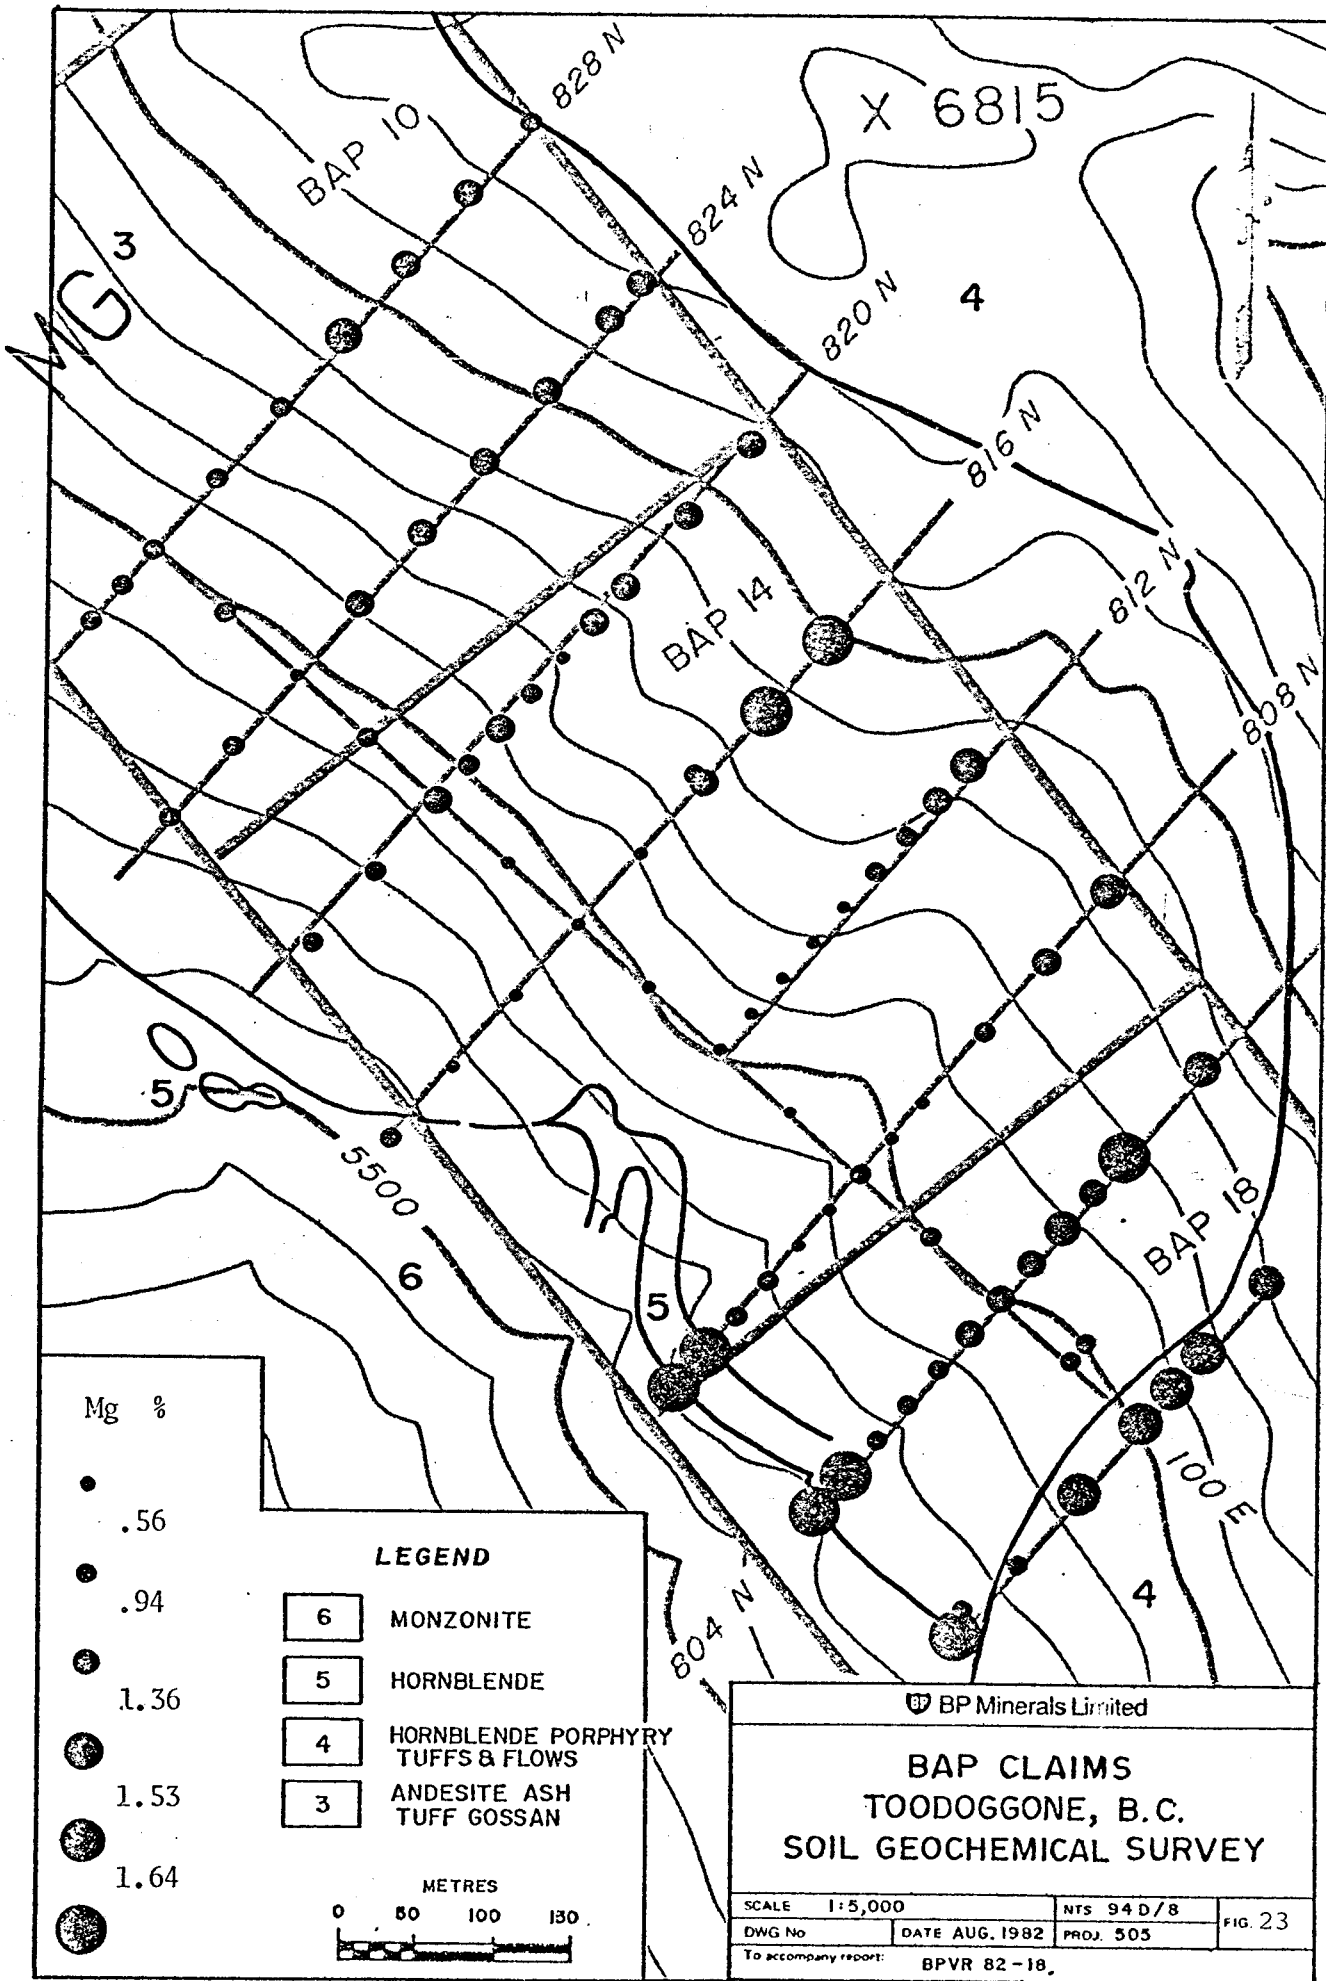 828 N
X 6815
BAP 10
824 N
3
MG
820 N
4
816 N
BAP 14
812 N
808 N
5
5500
BAP 18
6
5
100 E
4
804 N
Mg %
.56
.94
1.36
1.53
1.64
LEGEND
6 MONZONITE
5 HORNBLENDE
4 HORNBLENDE PORPHYRY
TUFFS & FLOWS
3 ANDESITE ASH
TUFF GOSSAN
METRES
0 50 100 150
BP BP Minerals Limited
BAP CLAIMS
TOODOGGONE, B.C.
SOIL GEOCHEMICAL SURVEY
SCALE 1:5,000 NTS 94 D/8 FIG. 23
DWG No DATE AUG. 1982 PROJ. 505
To accompany report: BPVR 82-18.